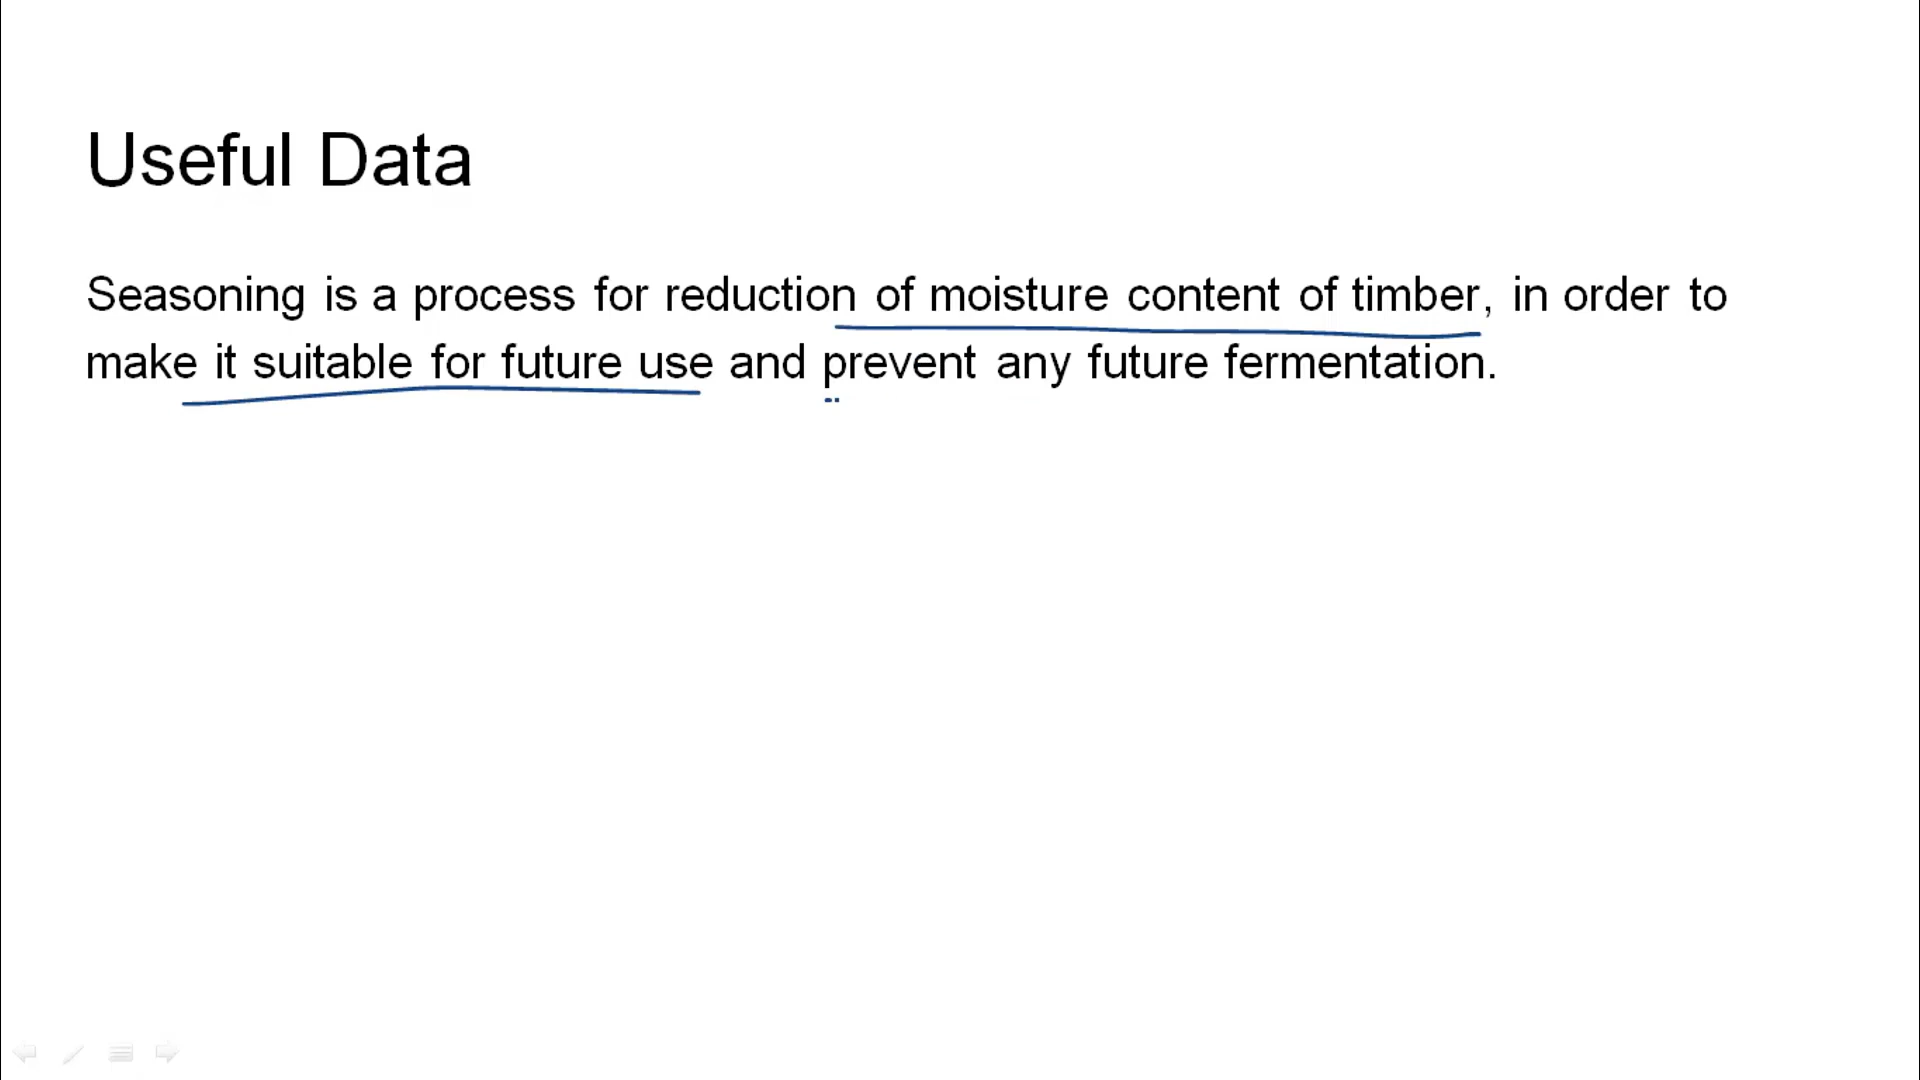 Useful Data
Seasoning is a process for reduction of moisture content of timber, in order to
make it suitable for future use and prevent any future fermentation.